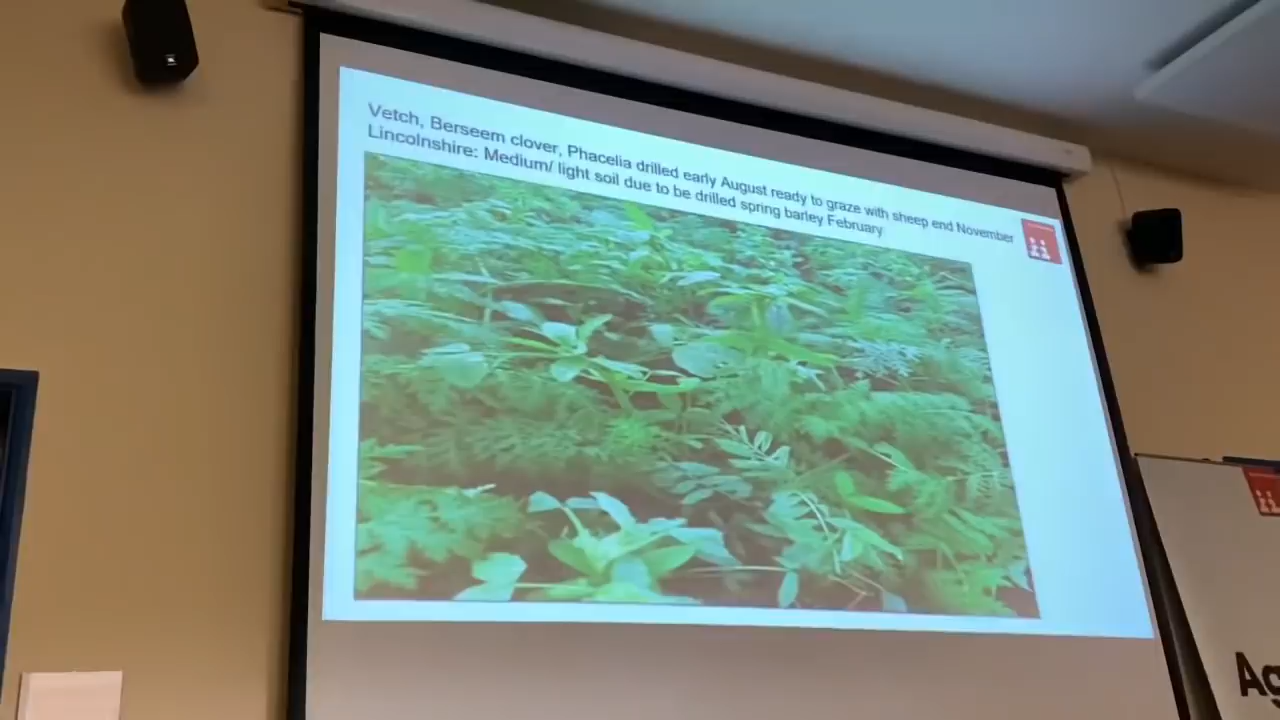 Vetch, Berseem clover, Phacelia drilled early August ready to graze with sheep end November
Lincolnshire: Medium/ light soil due to be drilled spring barley February